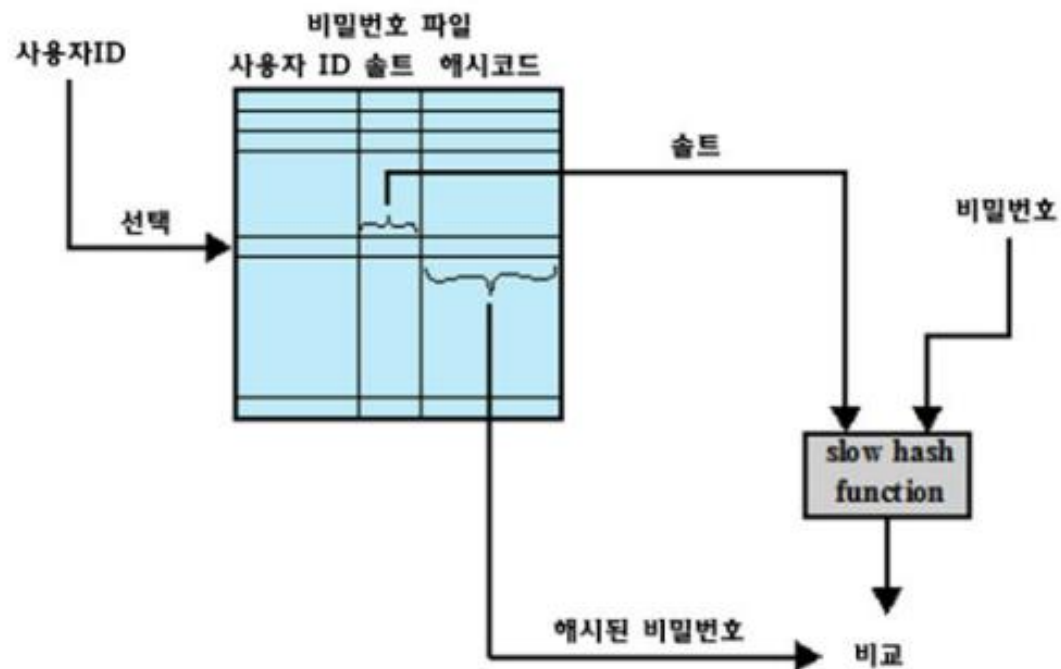 비밀번호 파일
사용자ID
사용자 ID 솔트 해시코드
솔트
비밀번호
선택
slow hash
function
해시된 비밀번호
비교